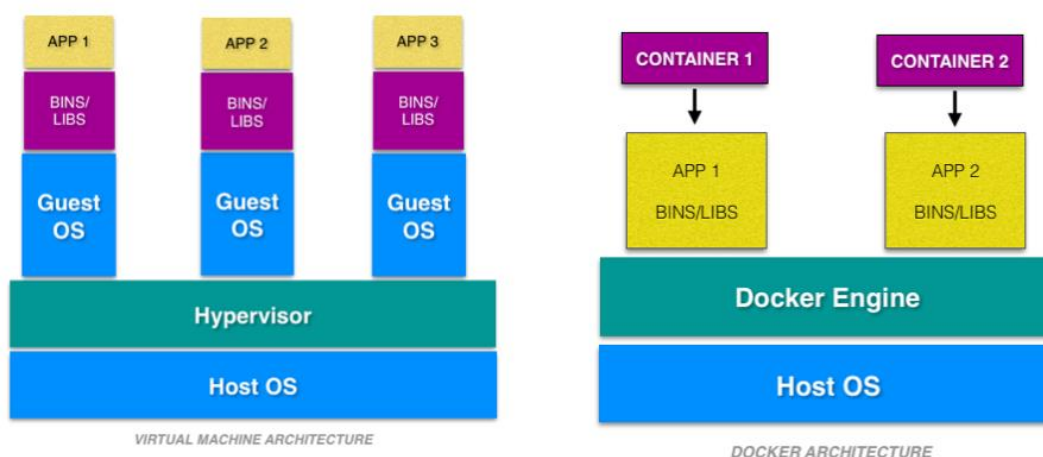 APP 1
APP 2
APP 3
BINS/
LIBS
BINS/
LIBS
BINS/
LIBS
Guest
OS
Guest
OS
Guest
OS
Hypervisor
Host OS
VIRTUAL MACHINE ARCHITECTURE
CONTAINER 1
CONTAINER 2
APP 1
BINS/LIBS
APP 2
BINS/LIBS
Docker Engine
Host OS
DOCKER ARCHITECTURE